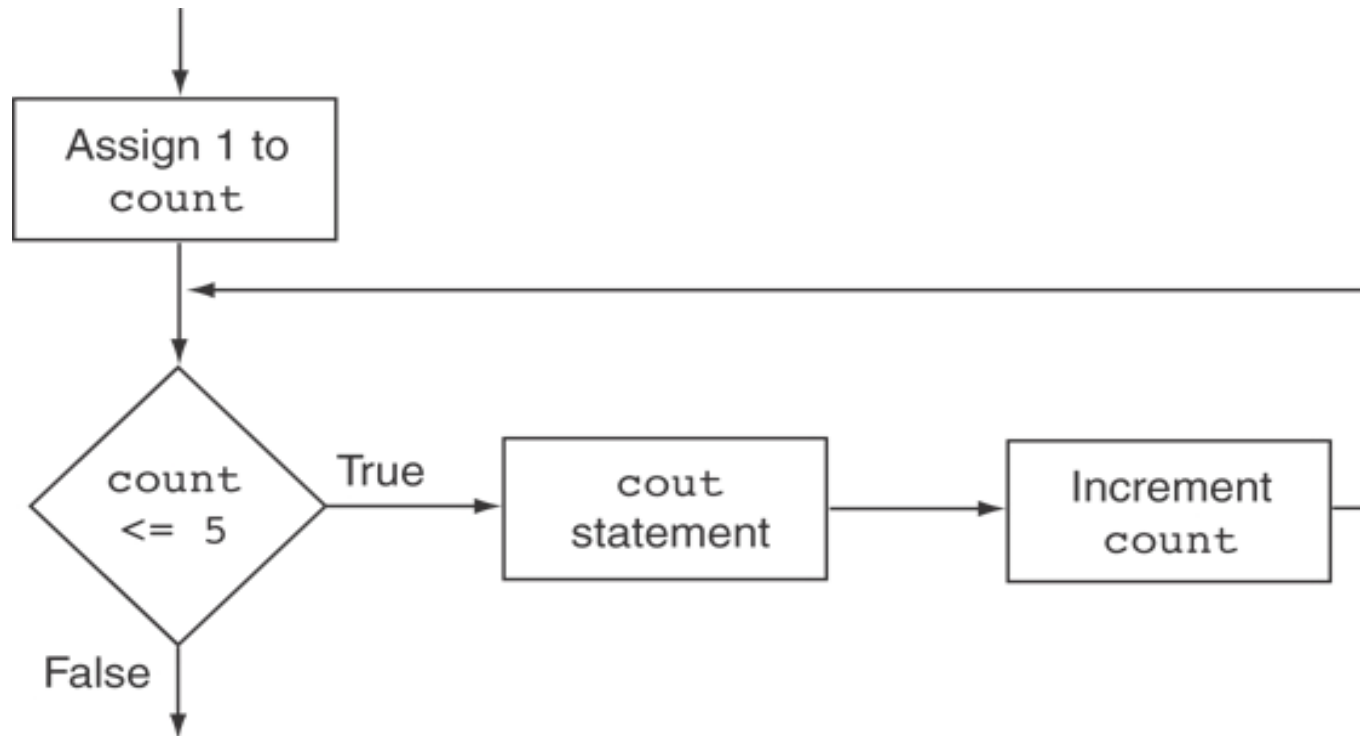 Assign 1 to
count
count
<= 5
True
cout
statement
Increment
count
False